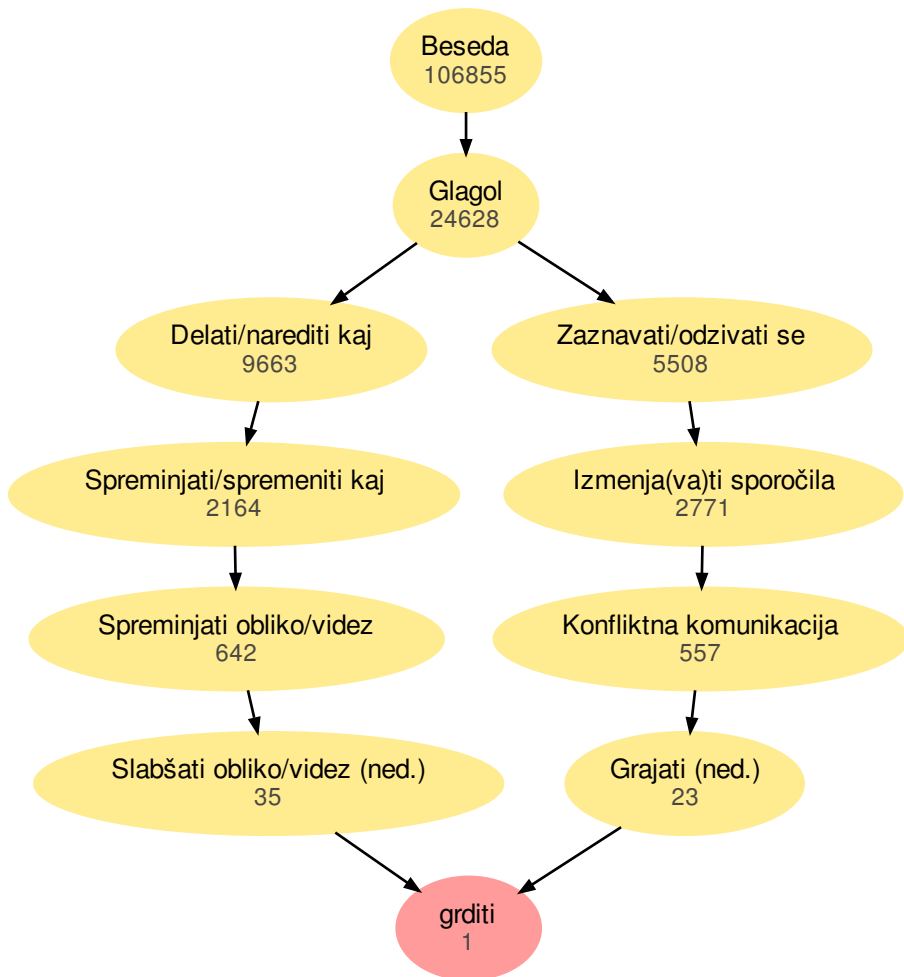 Beseda
106855
Glagol
24628
Delati/narediti kaj
9663
Zaznavati/odzivati se
5508
Spreminjati/spremeniti kaj
2164
Izmenja(va)ti sporočila
2771
Spreminjati obliko/videz
642
Konfliktna komunikacija
557
Slabšati obliko/videz (ned.)
35
Grajati (ned.)
23
grditi
1